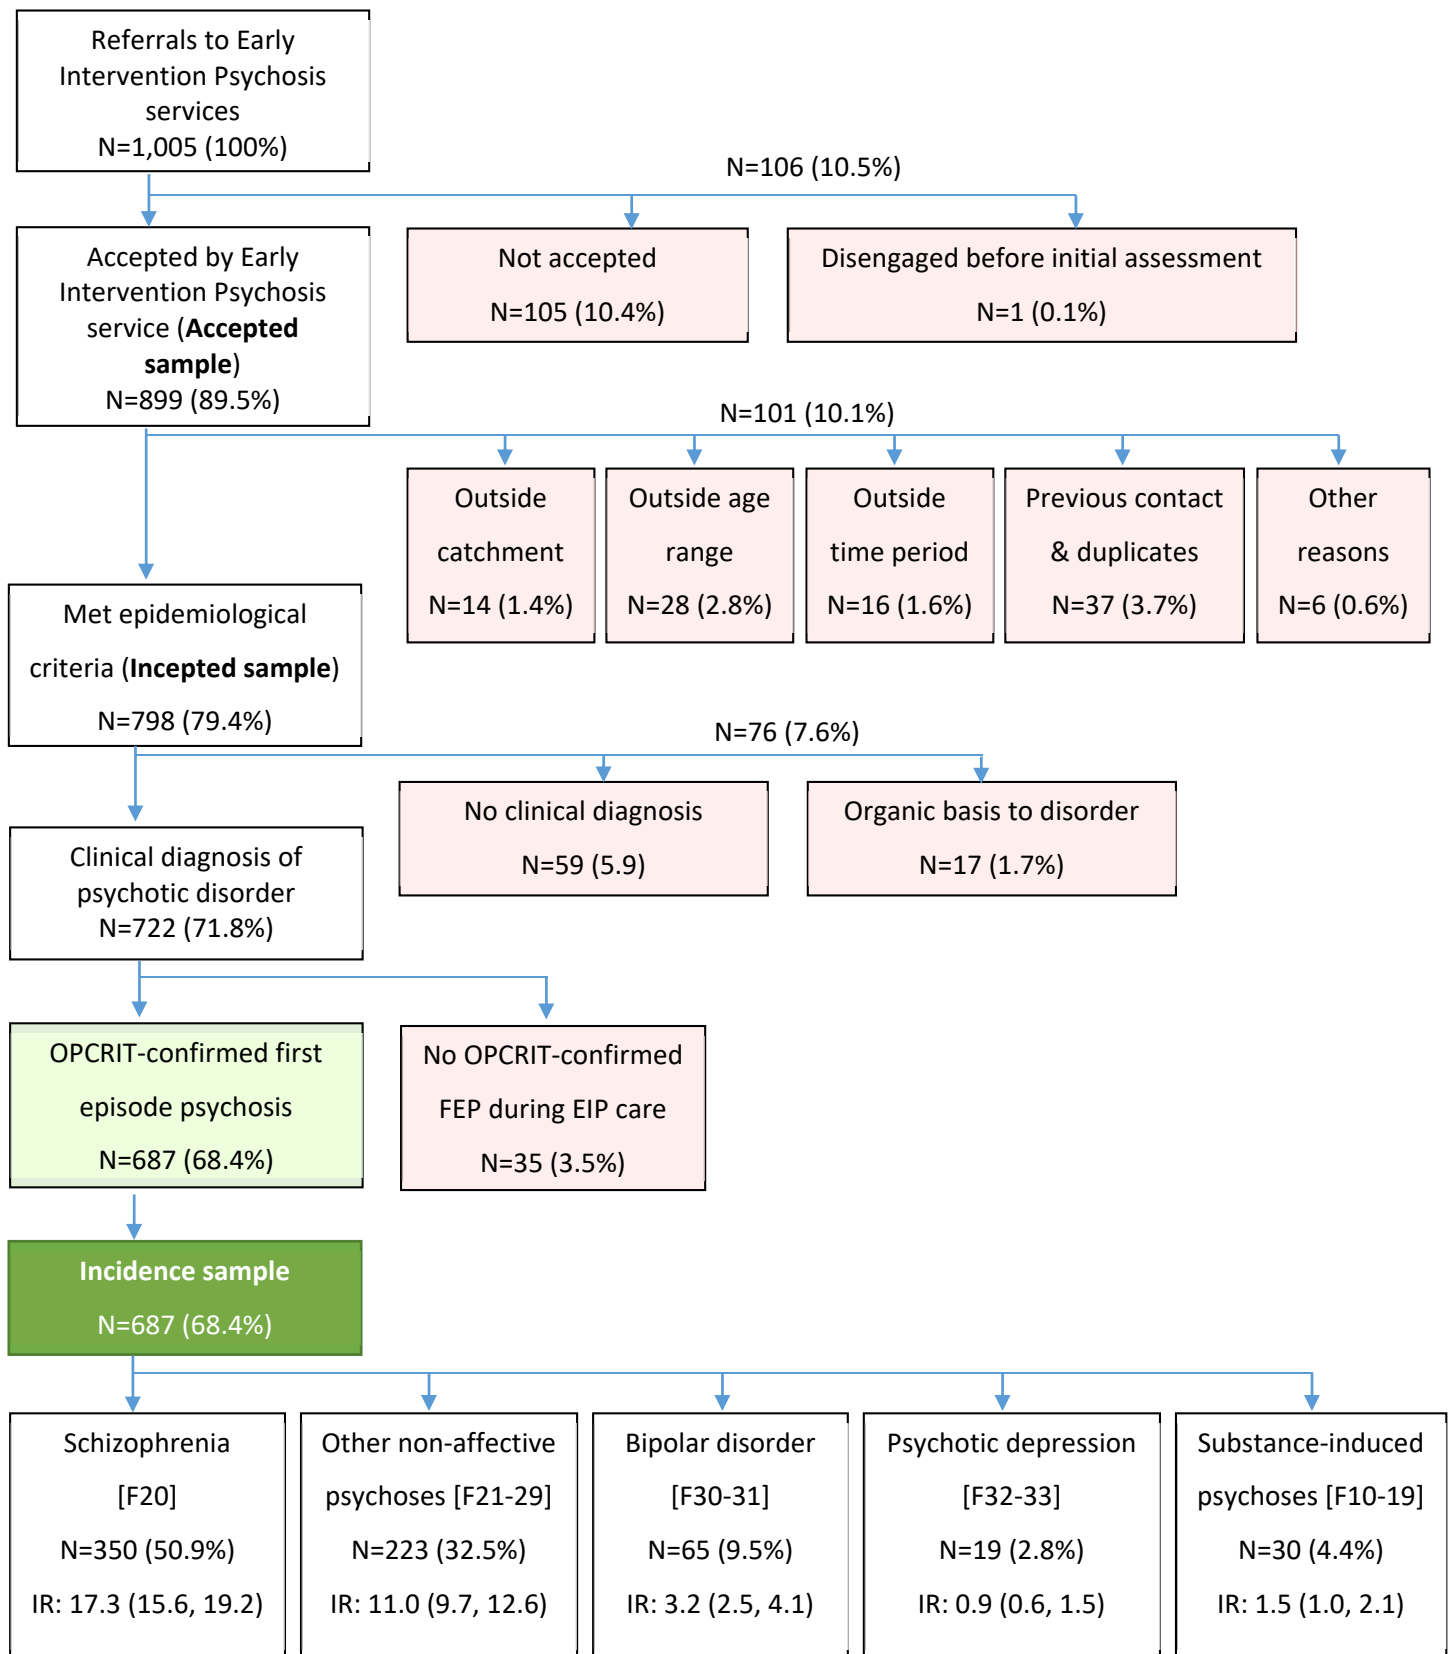 Referrals to Early
Intervention Psychosis
services
N=1,005 (100%)
N=106 (10.5%)
Accepted by Early
Intervention Psychosis
service (Accepted
sample)
N=899 (89.5%)
Not accepted
N=105 (10.4%)
Disengaged before initial assessment
N=1 (0.1%)
N=101 (10.1%)
Outside
catchment
N=14 (1.4%)
Outside age
range
N=28 (2.8%)
Outside
time period
N=16 (1.6%)
Previous contact
& duplicates
N=37 (3.7%)
Other
reasons
N=6 (0.6%)
Met epidemiological
criteria (Incepted sample)
N=798 (79.4%)
N=76 (7.6%)
No clinical diagnosis
N=59 (5.9)
Organic basis to disorder
N=17 (1.7%)
Clinical diagnosis of
psychotic disorder
N=722 (71.8%)
OPCRIT-confirmed first
episode psychosis
N=687 (68.4%)
No OPCRIT-confirmed
FEP during EIP care
N=35 (3.5%)
Incidence sample
N=687 (68.4%)
Schizophrenia
[F20]
N=350 (50.9%)
IR: 17.3 (15.6, 19.2)
Other non-affective
psychoses [F21-29]
N=223 (32.5%)
IR: 11.0 (9.7, 12.6)
Bipolar disorder
[F30-31]
N=65 (9.5%)
IR: 3.2 (2.5, 4.1)
Psychotic depression
[F32-33]
N=19 (2.8%)
IR: 0.9 (0.6, 1.5)
Substance-induced
psychoses [F10-19]
N=30 (4.4%)
IR: 1.5 (1.0, 2.1)